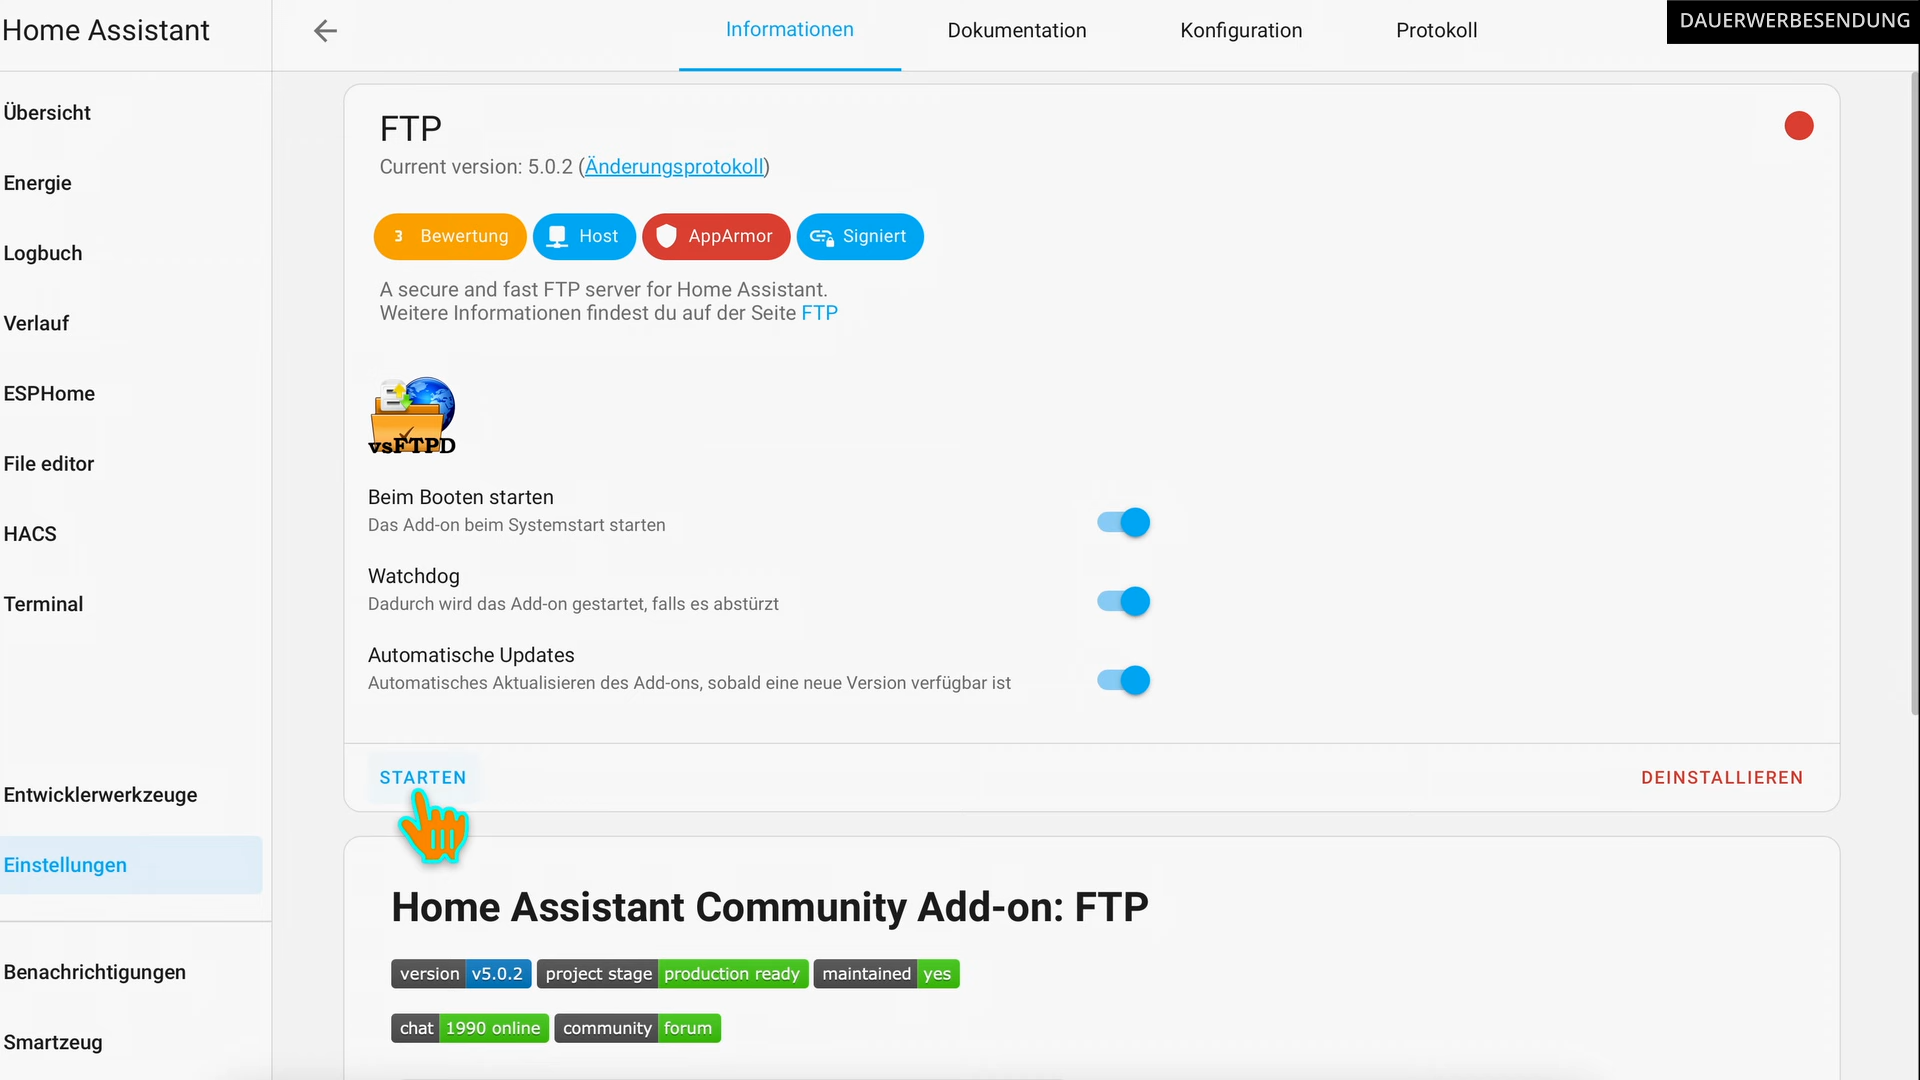 Home Assistant
Informationen
Dokumentation
Konfiguration
Protokoll
DAUERWERBESENDUNG
Übersicht
Energie
Logbuch
Verlauf
ESPHome
File editor
HACS
Terminal
Entwicklerwerkzeuge
Einstellungen
Benachrichtigungen
Smartzeug
FTP
Current version: 5.0.2 (Änderungsprotokoll)
3 Bewertung
Host
AppArmor
Signiert
A secure and fast FTP server for Home Assistant.
Weitere Informationen findest du auf der Seite FTP
vsFTPD
Beim Booten starten
Das Add-on beim Systemstart starten
Watchdog
Dadurch wird das Add-on gestartet, falls es abstürzt
Automatische Updates
Automatisches Aktualisieren des Add-ons, sobald eine neue Version verfügbar ist
STARTEN
DEINSTALLIEREN
Home Assistant Community Add-on: FTP
version v5.0.2 project stage production ready maintained yes
chat 1990 online community forum